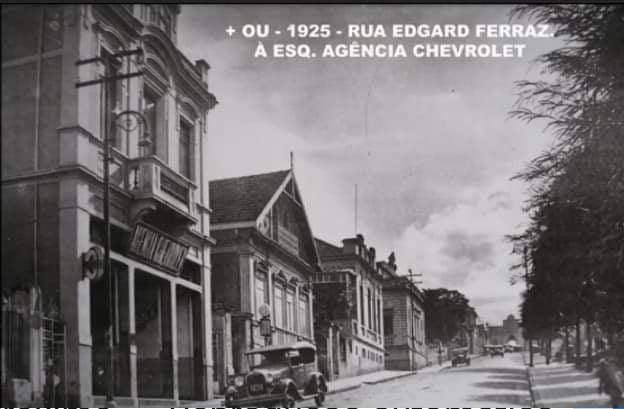 + OU - 1925 - RUA EDGARD FERRAZ.
À ESQ. AGÊNCIA CHEVROLET